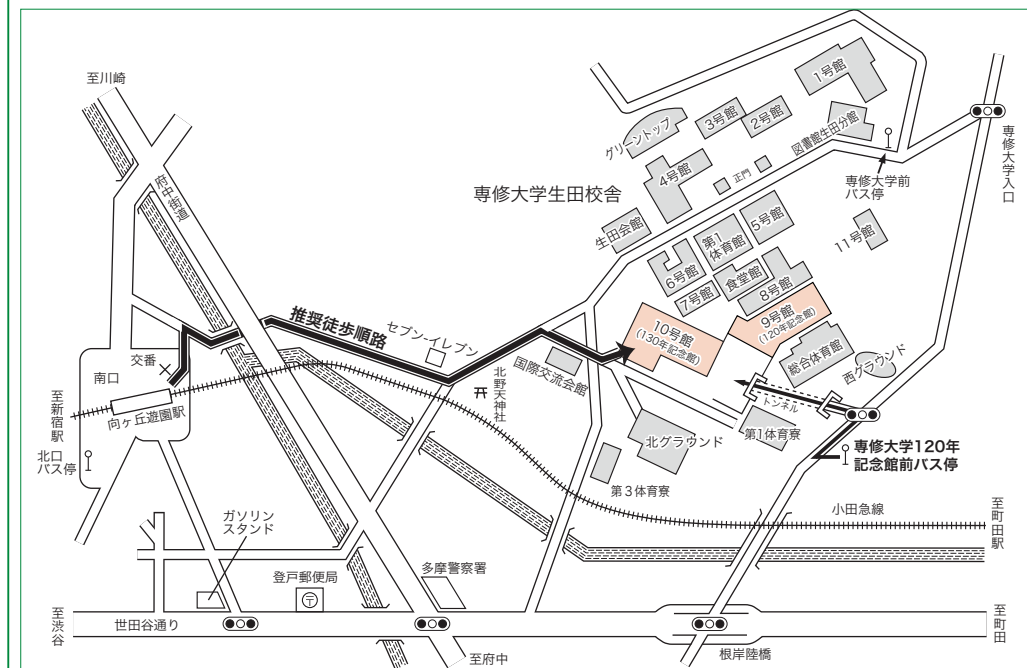 至川崎
府中街道
専修大学生田校舎
グリーントップ
3号館
2号館
1号館
図書館生田分館
4号館
正門
生田会館
専修大学前
バス停
専修大学入口
5号館
第1
体育館
6号館
7号館
食堂館
8号館
11号館
10号館
(130年記念館)
9号館
(120年記念館)
総合体育館
西グラウンド
トンネル
推奨徒歩順路
セブン-イレブン
交番
南口
至新宿駅
向ヶ丘遊園駅
北口
バス停
北野天神社
国際交流会館
北グラウンド
第1体育寮
第3体育寮
専修大学120年
記念館前バス停
小田急線
至町田駅
ガソリン
スタンド
登戸郵便局
〒
多摩警察署
至渋谷
世田谷通り
至府中
根岸陸橋
至町田